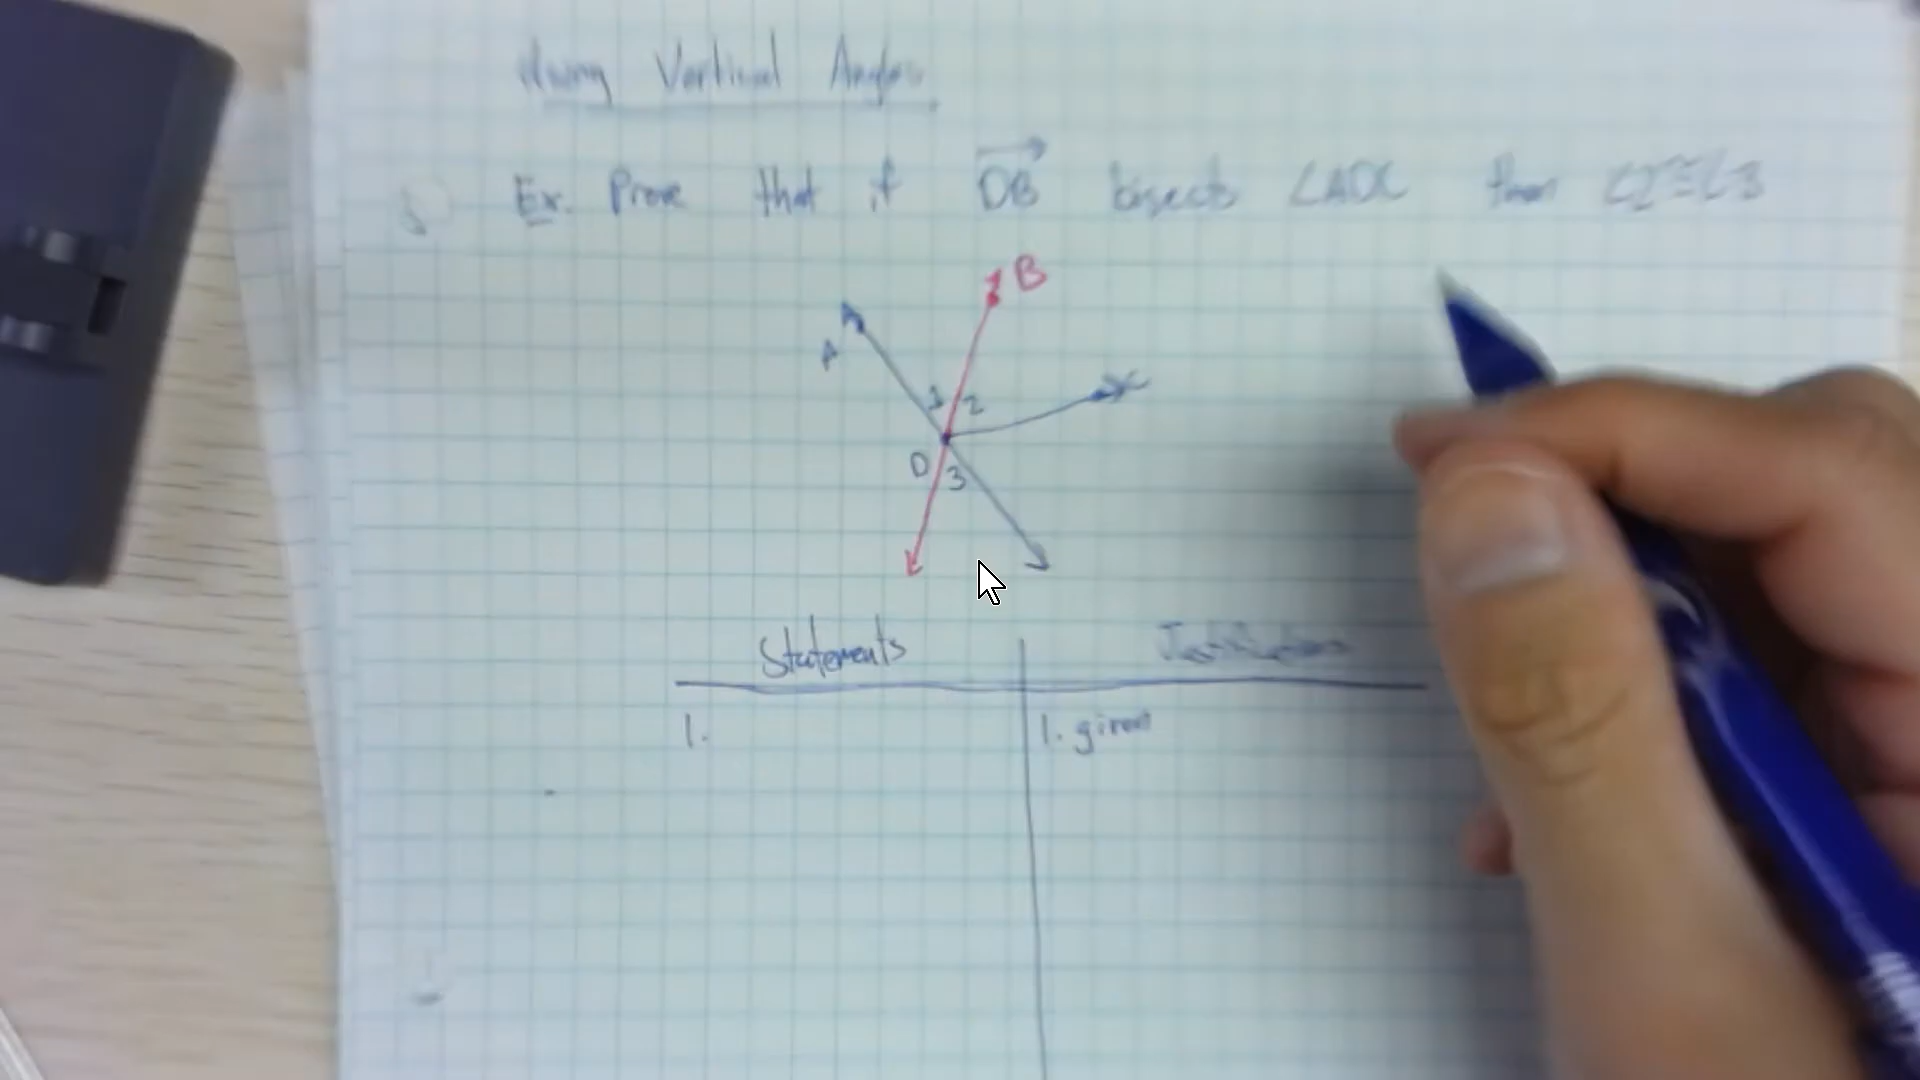 Using Vertical Angles
Ex. Prove that if DB bisects ∠ADC then ∠2≅∠3
B
A
C
1 2
D 3
Statements Justifications
1. 1. given